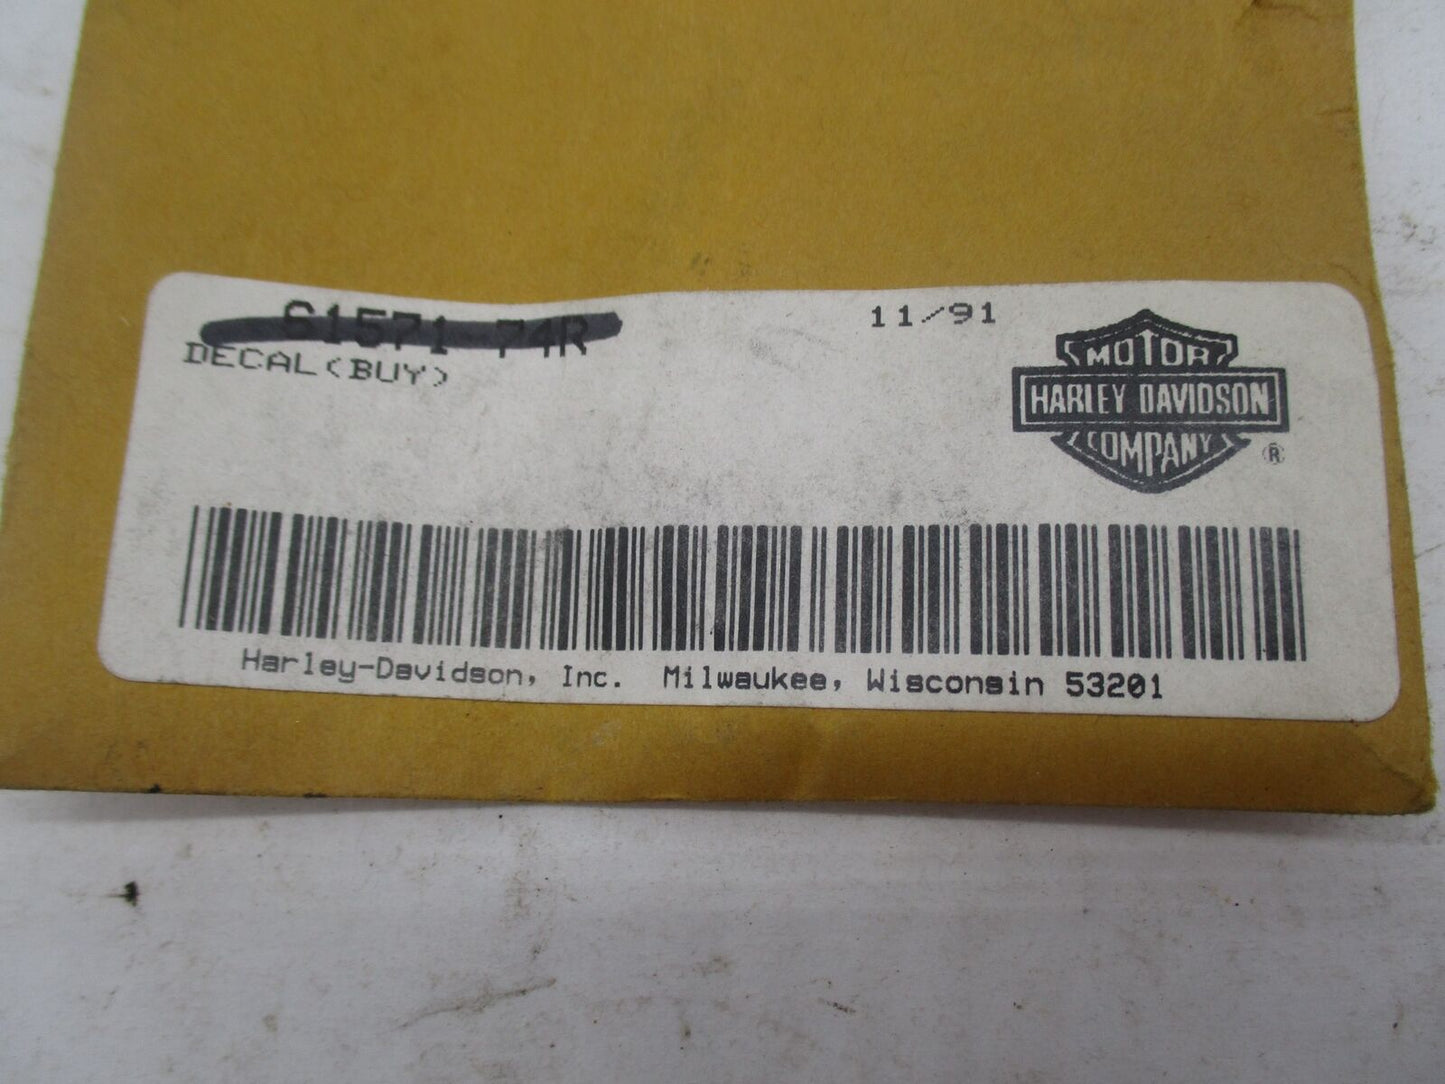 61571-74R
11/91
DECAL(BUY)
MOTOR
HARLEY DAVIDSON
COMPANY
®
Harley-Davidson, Inc. Milwaukee, Wisconsin 53201